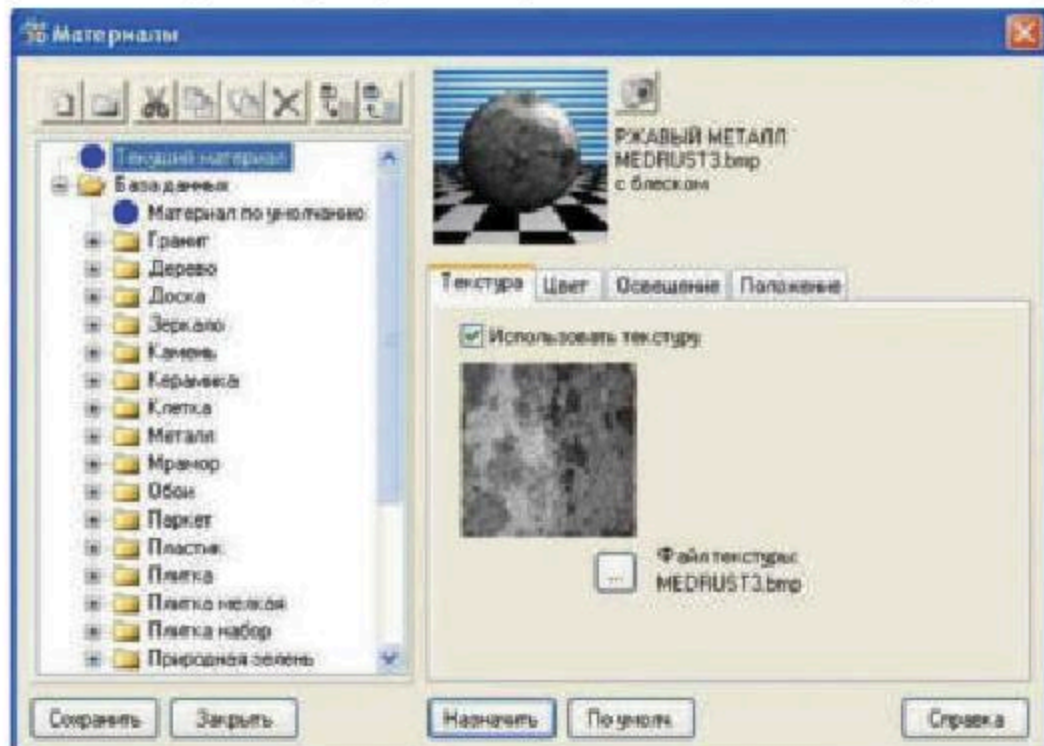 Материалы
РЖАВЫЙ МЕТАЛЛ
MEDRUST3.bmp
с блеском
Текущий материал
База данных
Материал по умолчанию
Гранит
Дерево
Доска
Зеркало
Камень
Керамика
Клетка
Металл
Мрамор
Обои
Паркет
Пластик
Плитка
Плитка мелкая
Плитка набор
Природная зелень
Текстура Цвет Освещение Положение
Использовать текстуру
...
Файл текстуры:
MEDRUST3.bmp
Сохранить Закрыть Назначить По умолч. Справка